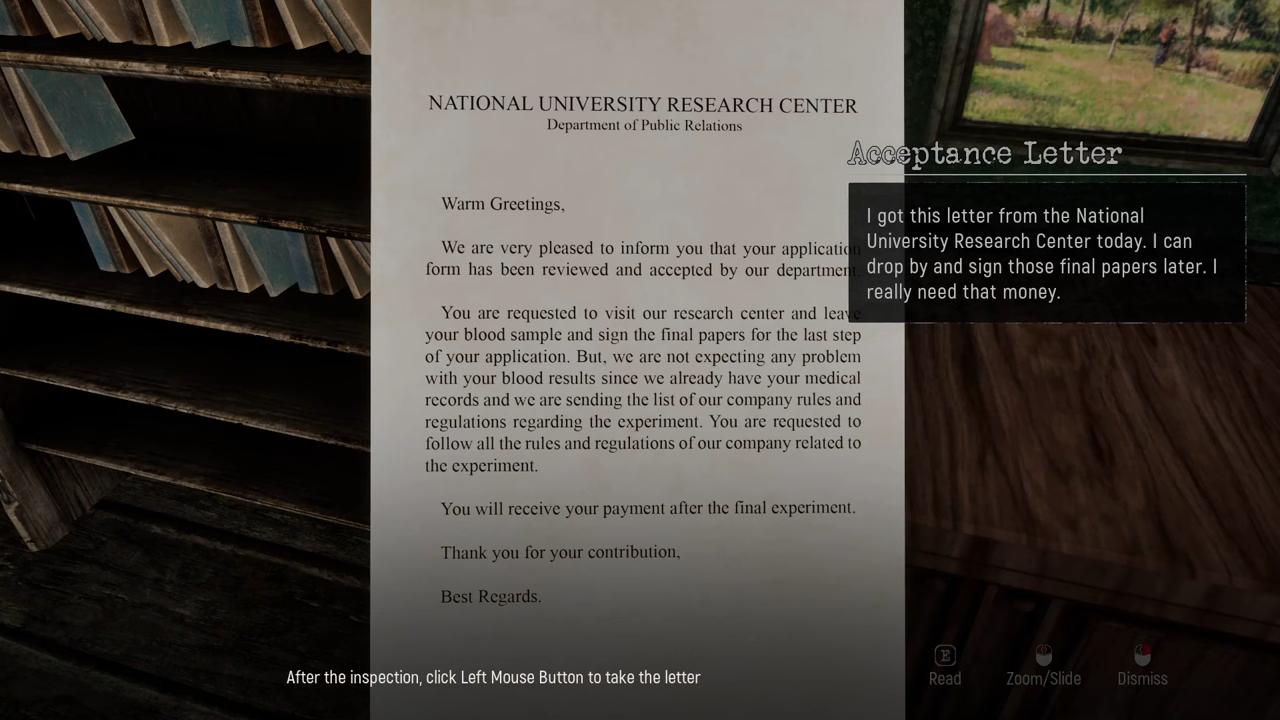 NATIONAL UNIVERSITY RESEARCH CENTER
Department of Public Relations
Warm Greetings,
We are very pleased to inform you that your application
form has been reviewed and accepted by our department.
You are requested to visit our research center and leave
your blood sample and sign the final papers for the last step
of your application. But, we are not expecting any problem
with your blood results since we already have your medical
records and we are sending the list of our company rules and
regulations regarding the experiment. You are requested to
follow all the rules and regulations of our company related to
the experiment.
You will receive your payment after the final experiment.
Thank you for your contribution,
Best Regards.
Acceptance Letter
I got this letter from the National
University Research Center today. I can
drop by and sign those final papers later. I
really need that money.
After the inspection, click Left Mouse Button to take the letter
E
Read
Zoom/Slide
Dismiss